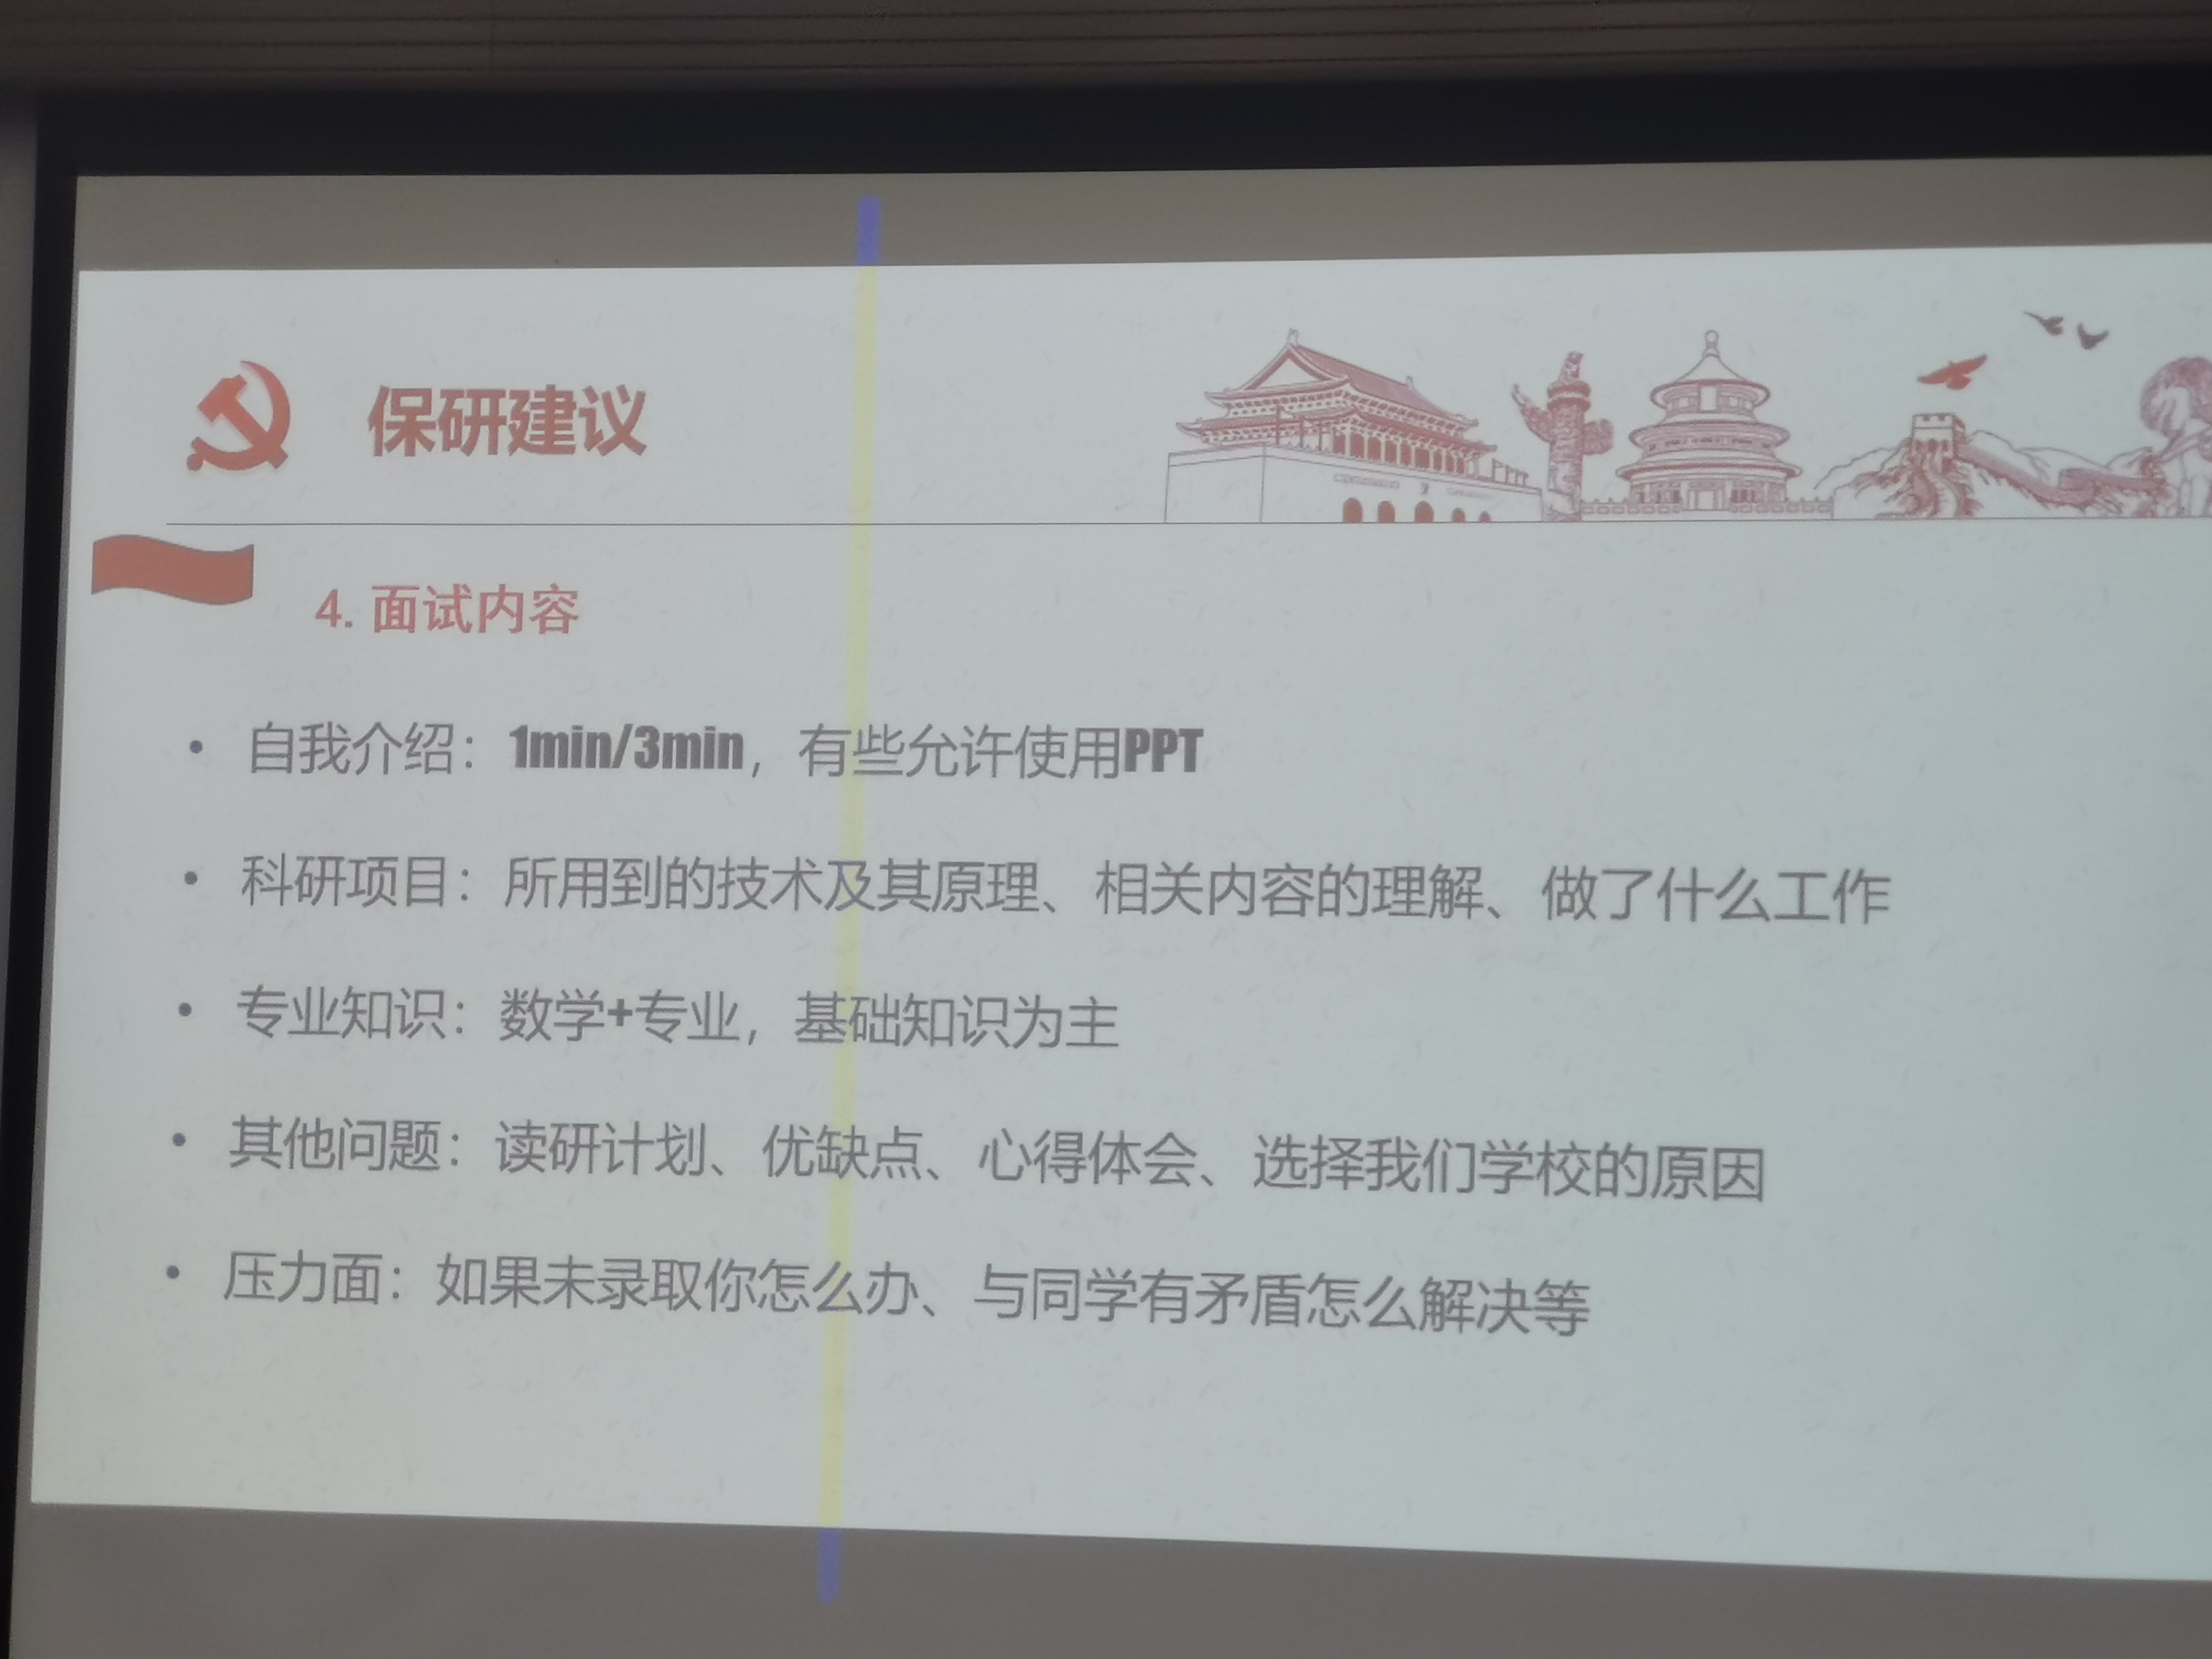 保研建议
4. 面试内容
• 自我介绍：1min/3min，有些允许使用PPT
• 科研项目：所用到的技术及其原理、相关内容的理解、做了什么工作
• 专业知识：数学+专业，基础知识为主
• 其他问题：读研计划、优缺点、心得体会、选择我们学校的原因
• 压力面：如果未录取你怎么办、与同学有矛盾怎么解决等